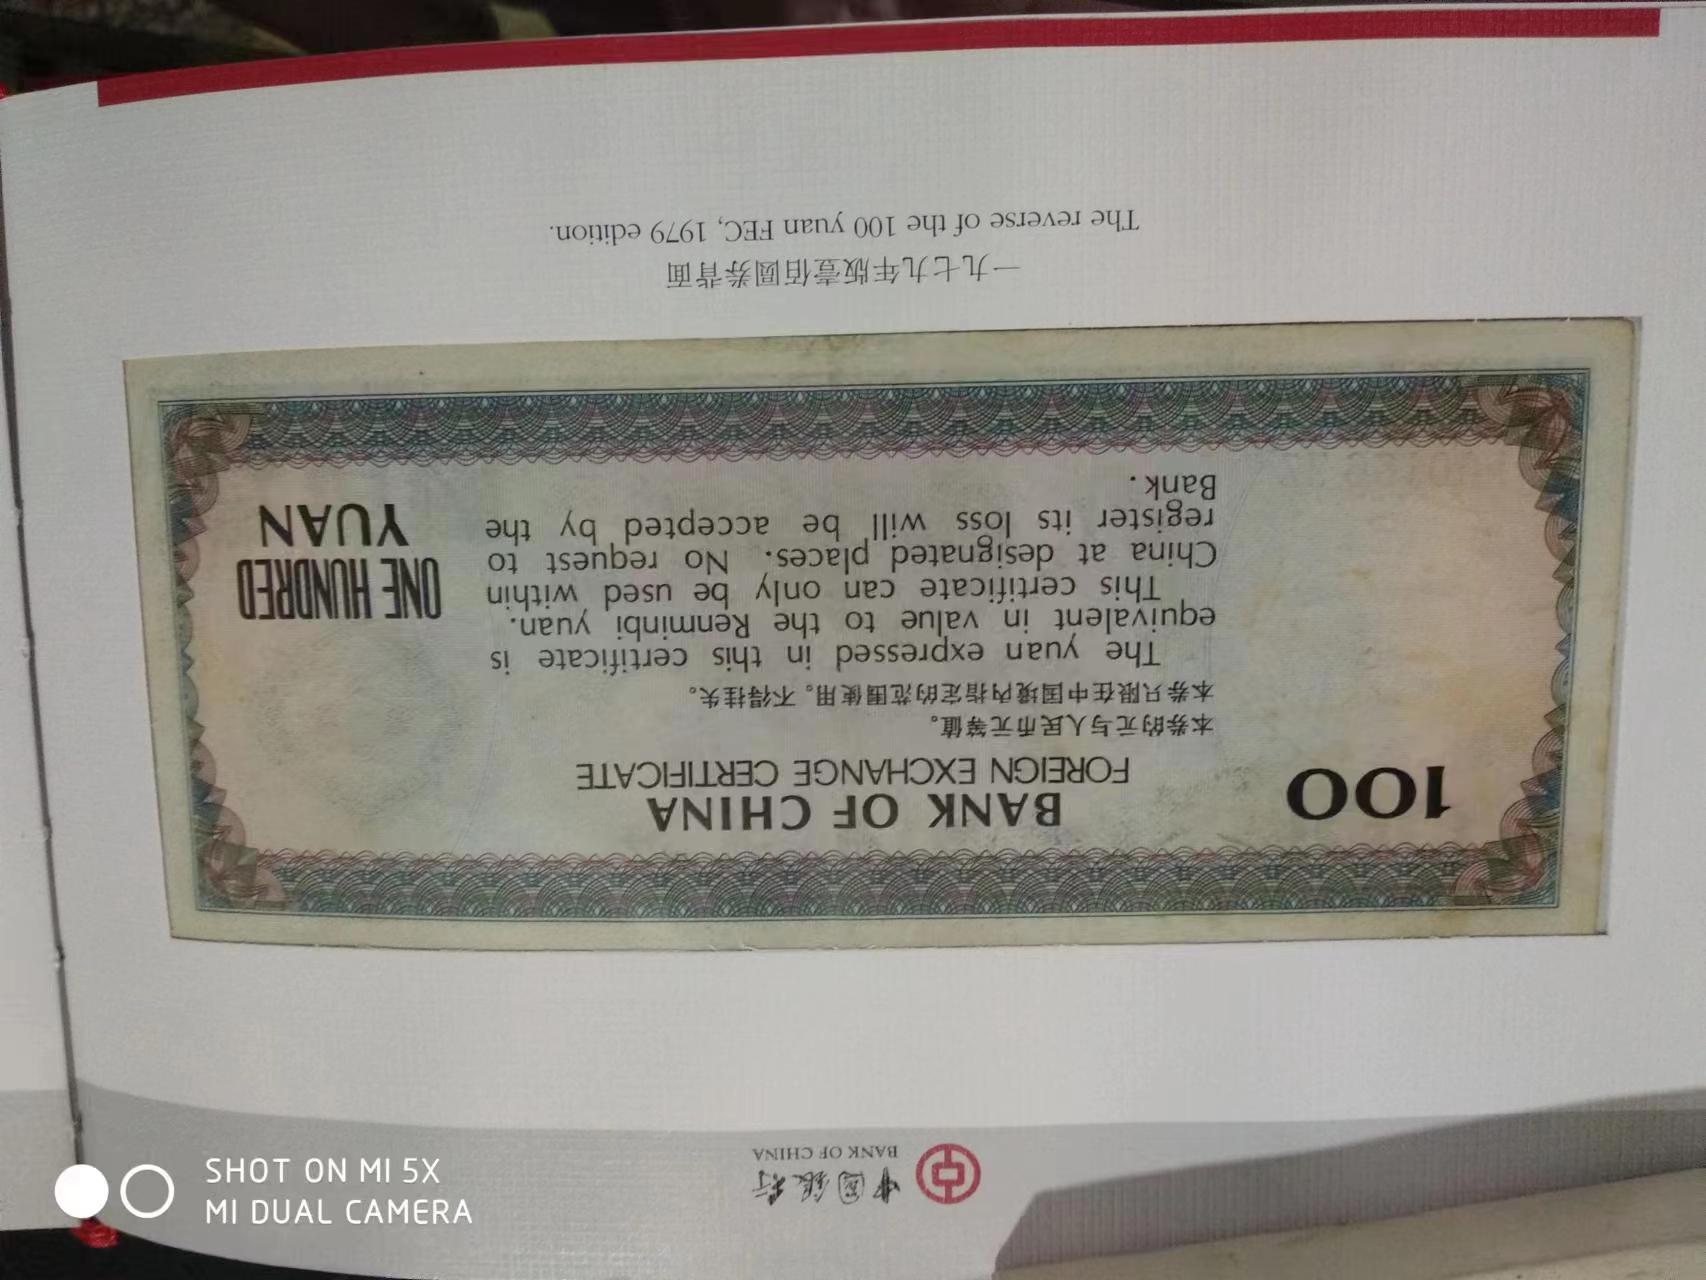 中国银行
BANK OF CHINA
100
BANK OF CHINA
FOREIGN EXCHANGE CERTIFICATE
本券的元与人民币元等值。
本券只限在中国境内指定的范围使用。不得挂失。
The yuan expressed in this certificate is
equivalent in value to the Renminbi yuan.
This certificate can only be used within
China at designated places. No request to
register its loss will be accepted by the
Bank.
ONE HUNDRED
YUAN
一九七九年版壹佰圆券背面
The reverse of the 100 yuan FEC, 1979 edition.
SHOT ON MI 5X
MI DUAL CAMERA